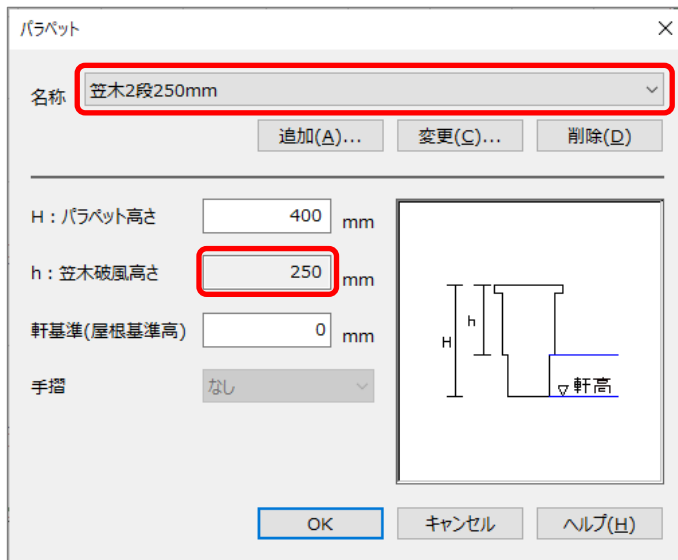 パラペット
名称 笠木2段250mm
追加(A)... 変更(C)... 削除(D)
H：パラペット高さ 400 mm
h：笠木破風高さ 250 mm
軒基準(屋根基準高) 0 mm
手摺 なし
H h ▽軒高
OK キャンセル ヘルプ(H)